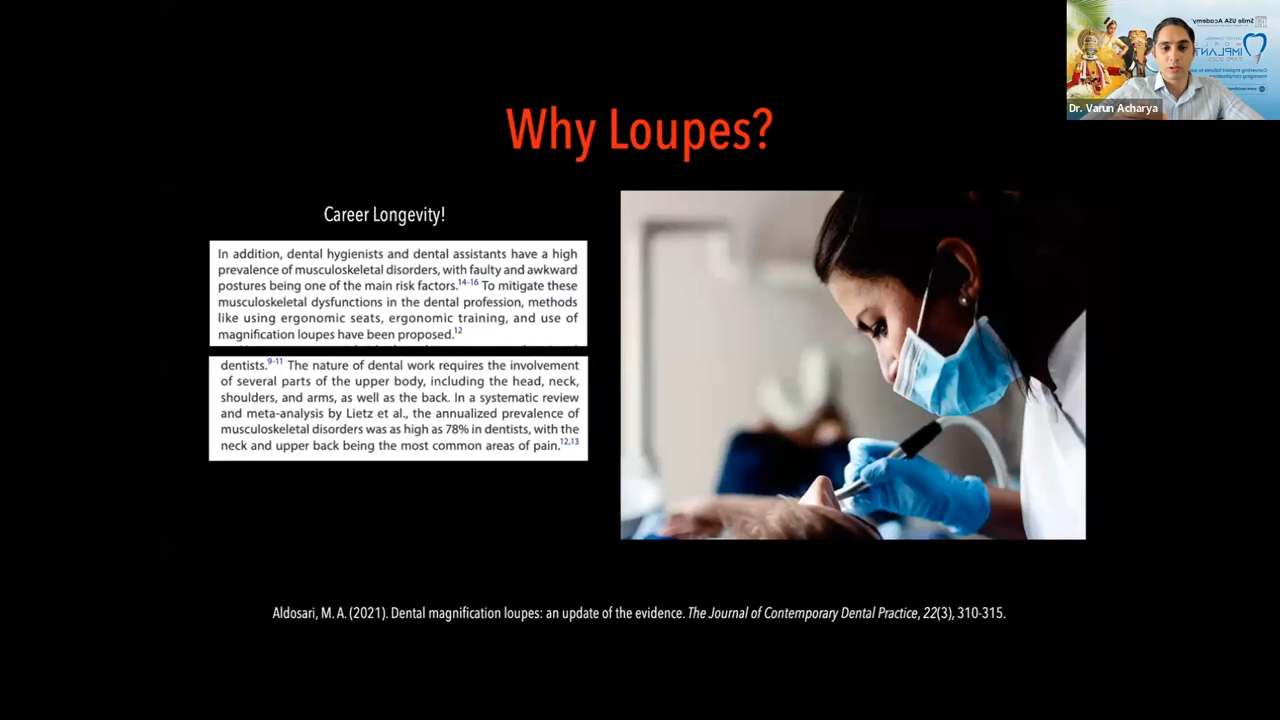 Smile USA Academy
IMPLANT
Dr. Varun Acharya
Why Loupes?
Career Longevity!
In addition, dental hygienists and dental assistants have a high
prevalence of musculoskeletal disorders, with faulty and awkward
postures being one of the main risk factors.14-16 To mitigate these
musculoskeletal dysfunctions in the dental profession, methods
like using ergonomic seats, ergonomic training, and use of
magnification loupes have been proposed.12
dentists.9-11 The nature of dental work requires the involvement
of several parts of the upper body, including the head, neck,
shoulders, and arms, as well as the back. In a systematic review
and meta-analysis by Lietz et al., the annualized prevalence of
musculoskeletal disorders was as high as 78% in dentists, with the
neck and upper back being the most common areas of pain.12,13
Aldosari, M. A. (2021). Dental magnification loupes: an update of the evidence. The Journal of Contemporary Dental Practice, 22(3), 310-315.